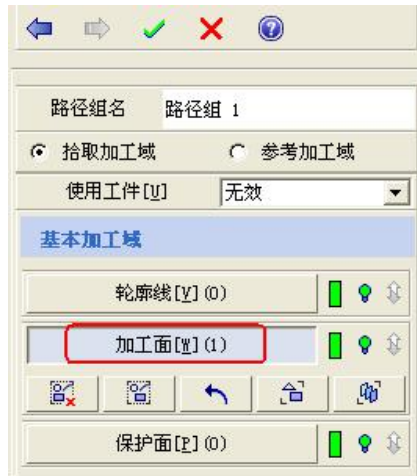 路径组名 路径组 1
拾取加工域 参考加工域
使用工件[U] 无效
基本加工域
轮廓线[V](0)
加工面[W](1)
保护面[P](0)